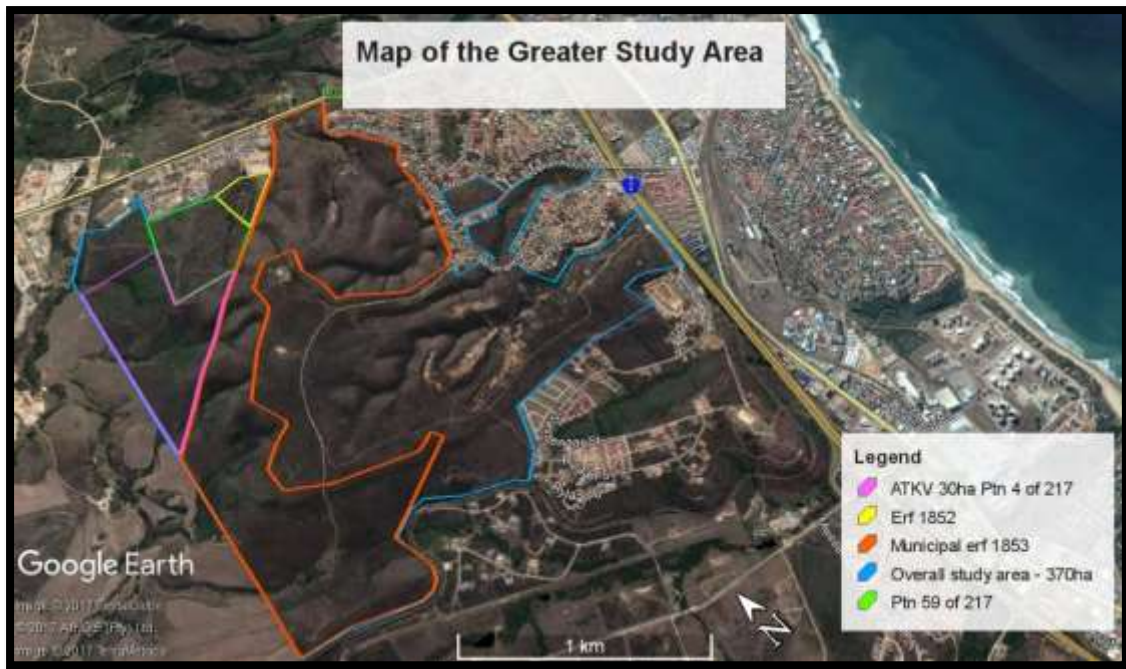 Map of the Greater Study Area
Legend
ATKV 30ha Ptn 4 of 217
Erf 1852
Municipal erf 1853
Overall study area - 370ha
Ptn 59 of 217
Google Earth
N
1 km